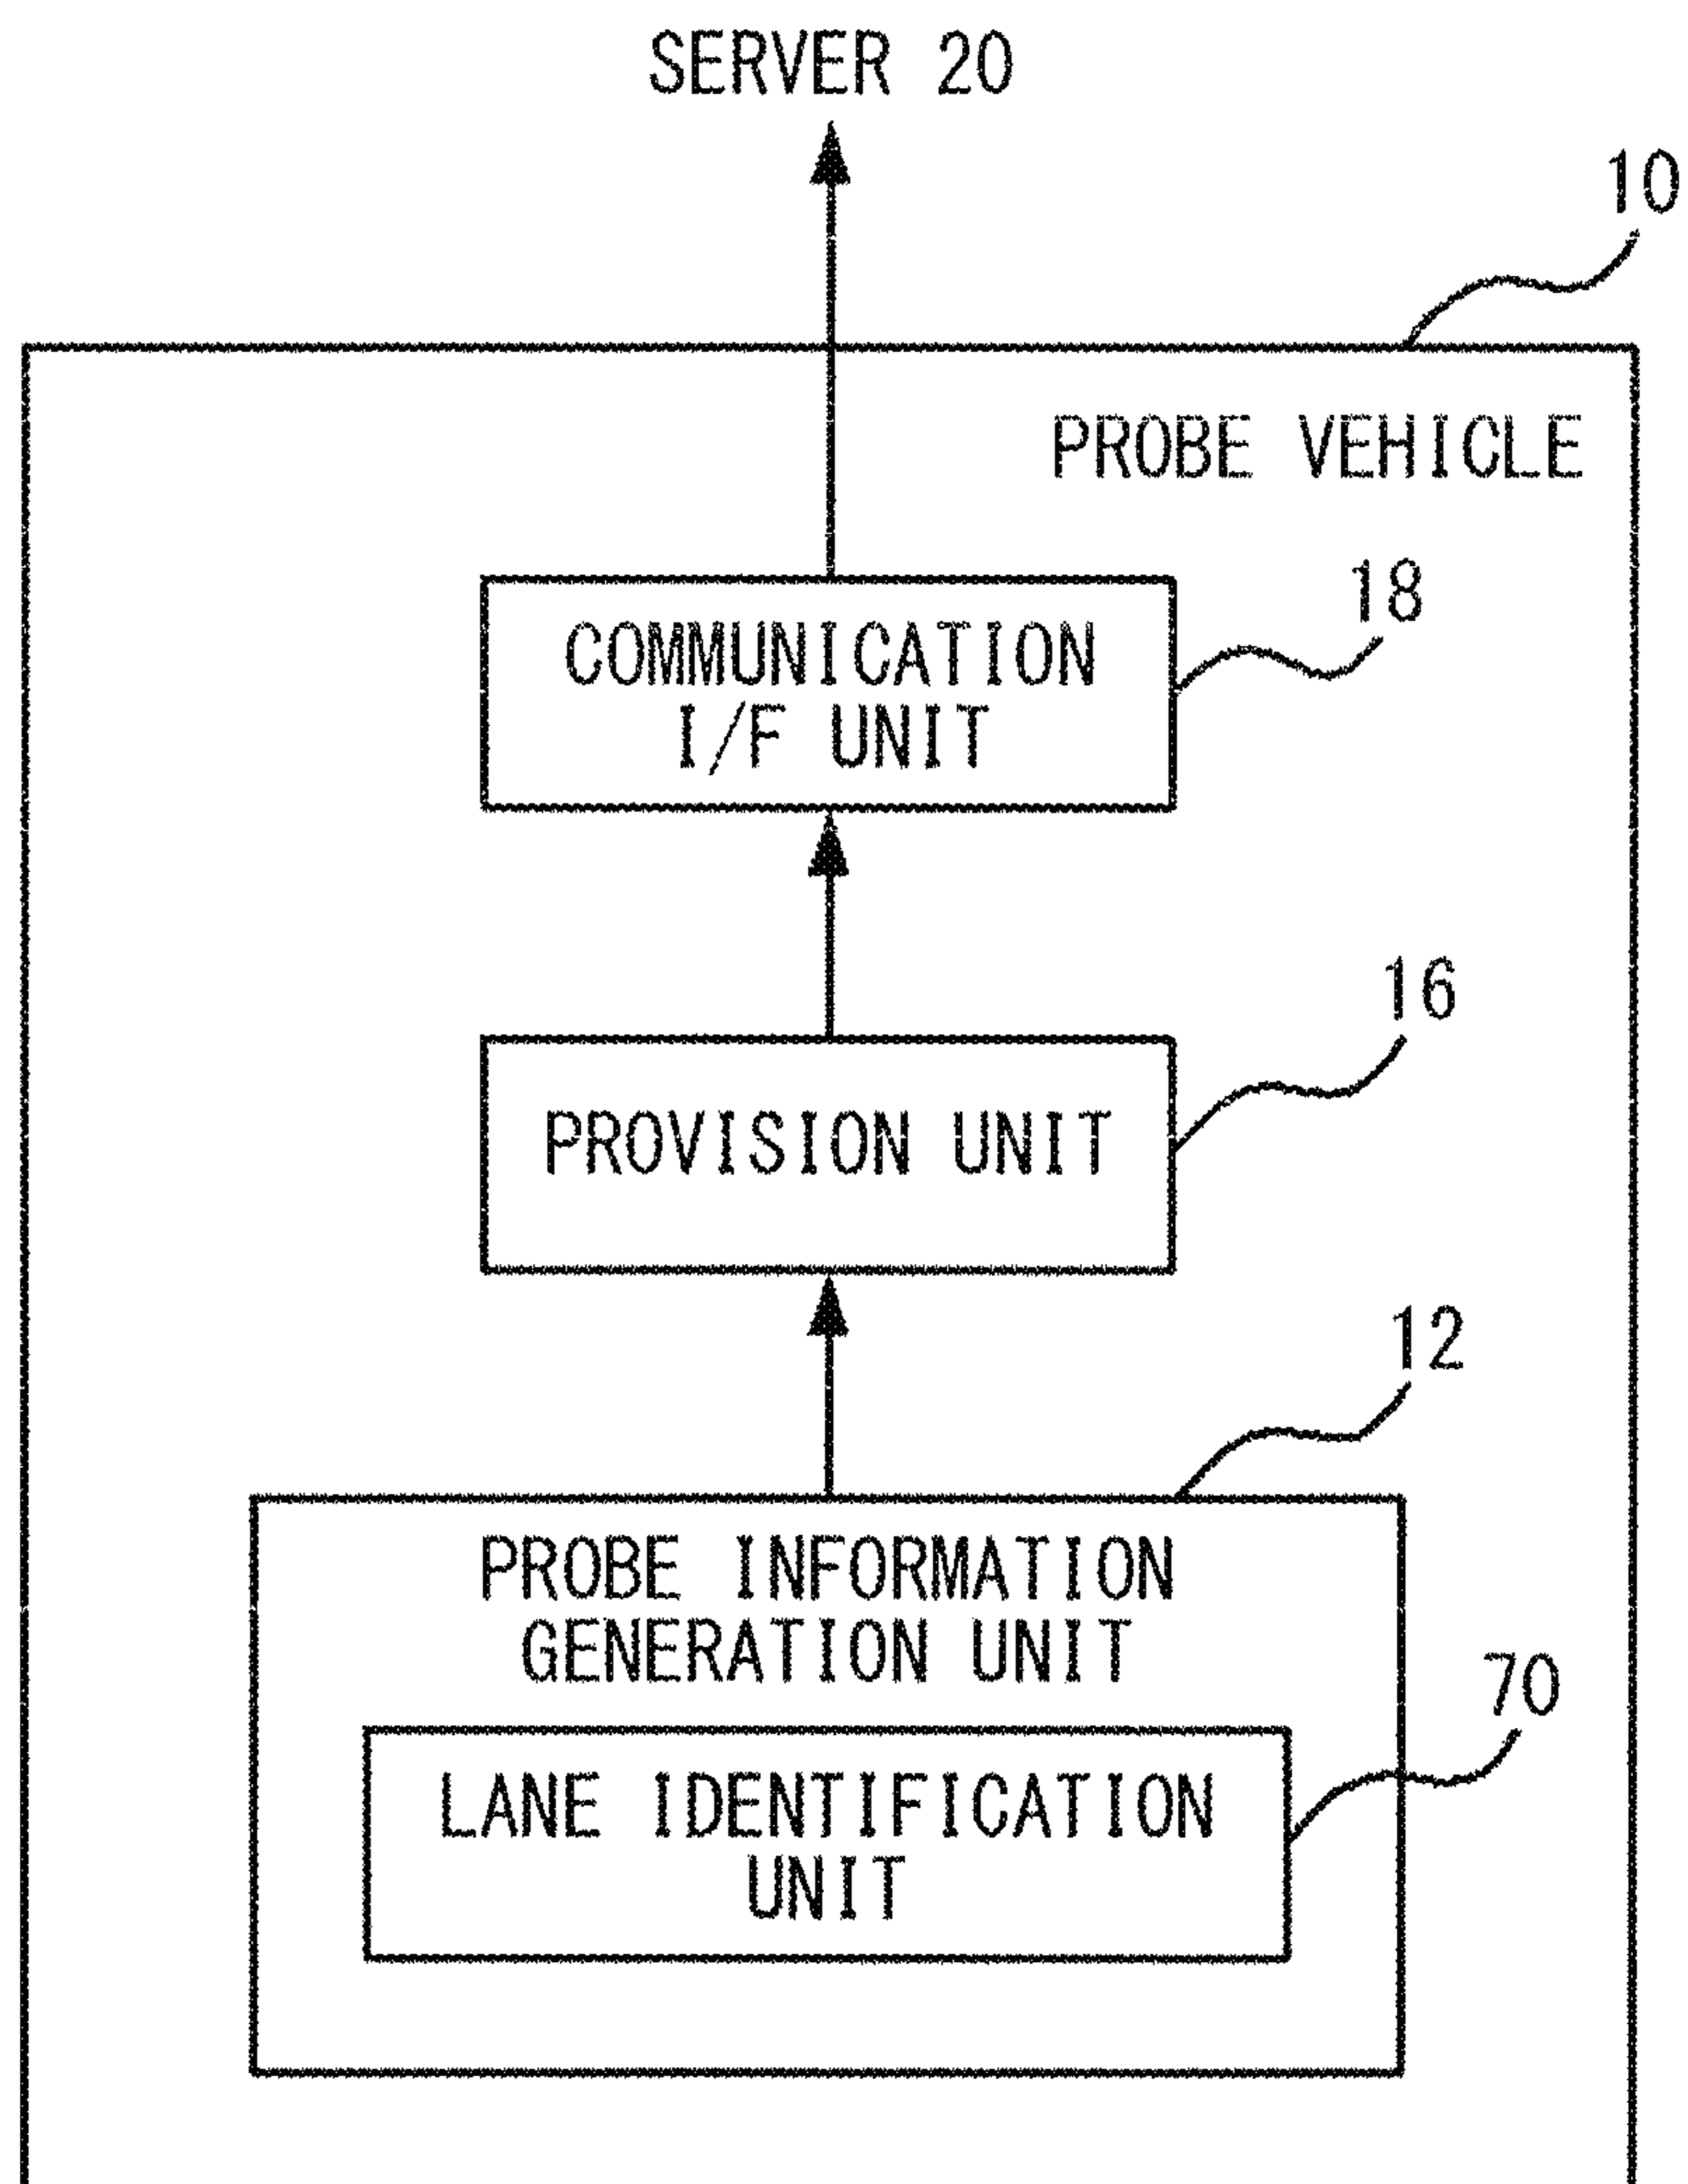 SERVER 20
10
PROBE VEHICLE
18
COMMUNICATION
I/F UNIT
16
PROVISION UNIT
12
PROBE INFORMATION
GENERATION UNIT
70
LANE IDENTIFICATION
UNIT